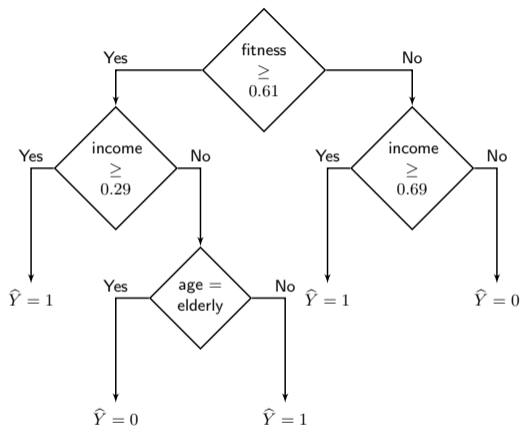 fitness
≥
0.61
Yes
No
income
≥
0.29
Yes
No
income
≥
0.69
Yes
No
age =
elderly
Yes
No
Ŷ = 1
Ŷ = 1
Ŷ = 0
Ŷ = 0
Ŷ = 1